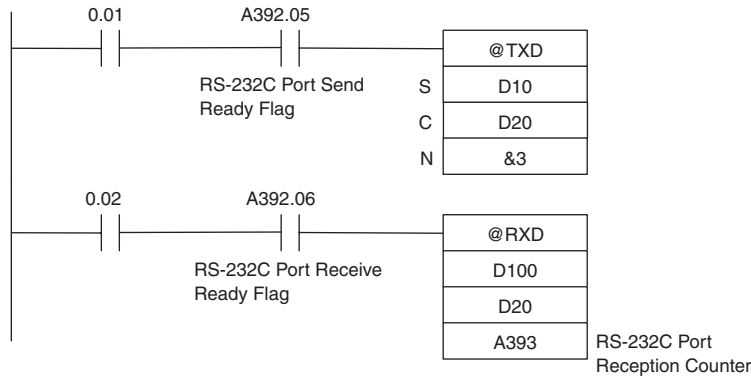 0.01 A392.05
@TXD
RS-232C Port Send
Ready Flag
S D10
C D20
N &3
0.02 A392.06
@RXD
RS-232C Port Receive
Ready Flag
D100
D20
A393
RS-232C Port
Reception Counter